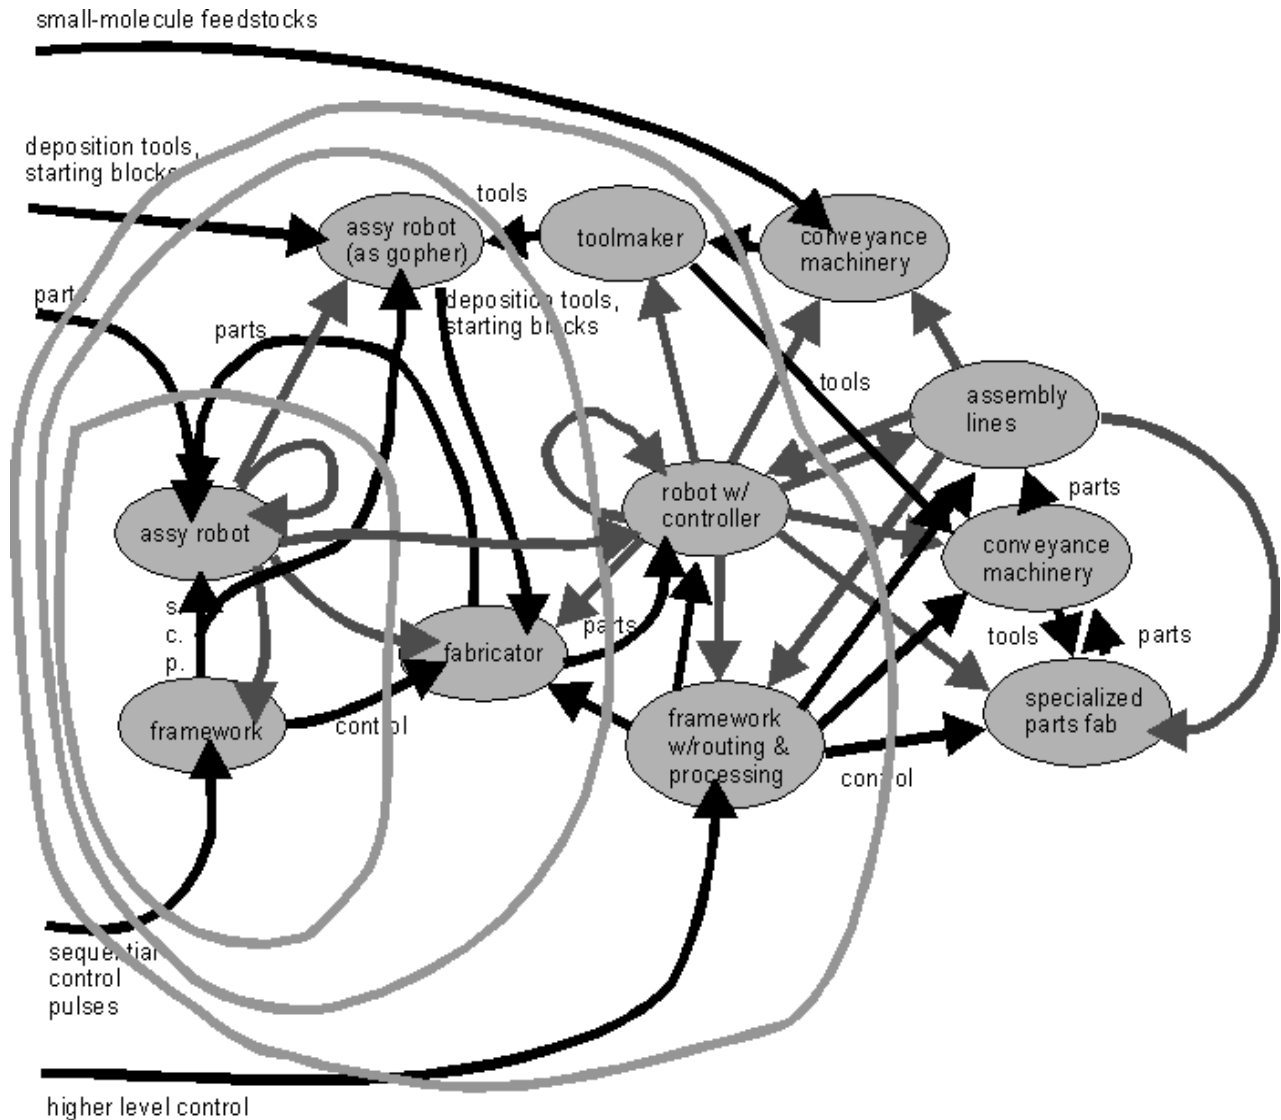 small-molecule feedstocks
deposition tools,
starting blocks
tools
assy robot
(as gopher)
toolmaker
conveyance
machinery
parts
parts
deposition tools,
starting blocks
tools
assembly
lines
robot w/
controller
parts
assy robot
conveyance
machinery
s.
c.
p.
parts
fabricator
tools
parts
framework
control
framework
w/routing &
processing
specialized
parts fab
control
sequential
control
pulses
higher level control